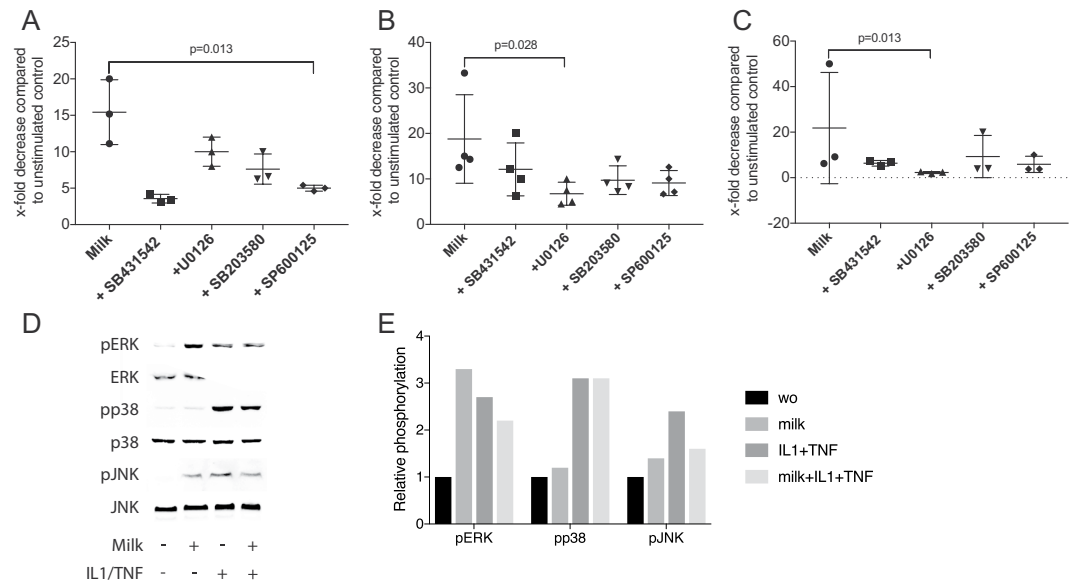 A
x-fold decrease compared
to unstimulated control
25
20
15
10
5
0
p=0.013
Milk
+ SB431542
+U0126
+ SB203580
+ SP600125
B
x-fold decrease compared
to unstimulated control
40
30
20
10
0
p=0.028
Milk
+ SB431542
+U0126
+ SB203580
+ SP600125
C
x-fold decrease compared
to unstimulated control
60
40
20
0
-20
p=0.013
Milk
+ SB431542
+ U0126
+ SB203580
+ SP600125
D
pERK
ERK
pp38
p38
pJNK
JNK
Milk - + - +
IL1/TNF - - + +
E
Relative phosphorylation
4
3
2
1
0
pERK pp38 pJNK
wo
milk
IL1+TNF
milk+IL1+TNF